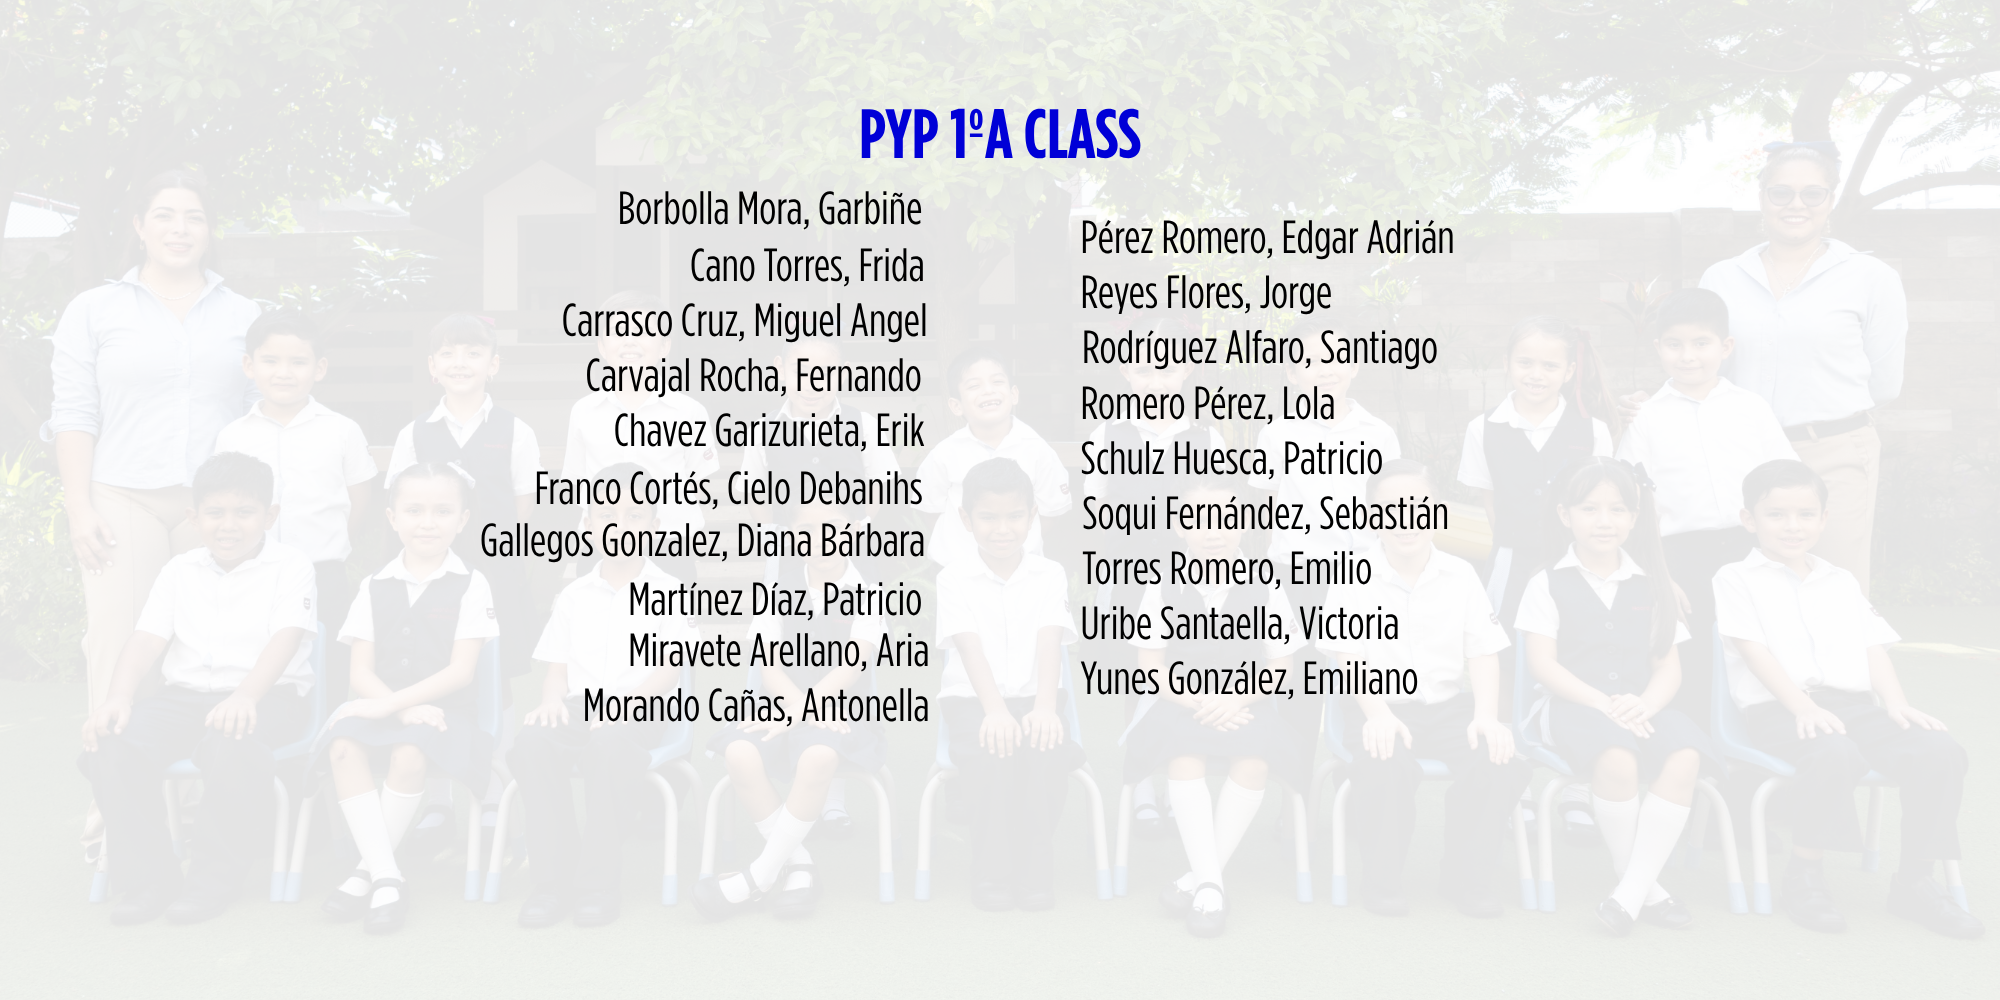 PYP 1ºA CLASS
Borbolla Mora, Garbiñe
Cano Torres, Frida
Carrasco Cruz, Miguel Angel
Carvajal Rocha, Fernando
Chavez Garizurieta, Erik
Franco Cortés, Cielo Debanihs
Gallegos Gonzalez, Diana Bárbara
Martínez Díaz, Patricio
Miravete Arellano, Aria
Morando Cañas, Antonella
Pérez Romero, Edgar Adrián
Reyes Flores, Jorge
Rodríguez Alfaro, Santiago
Romero Pérez, Lola
Schulz Huesca, Patricio
Soqui Fernández, Sebastián
Torres Romero, Emilio
Uribe Santaella, Victoria
Yunes González, Emiliano